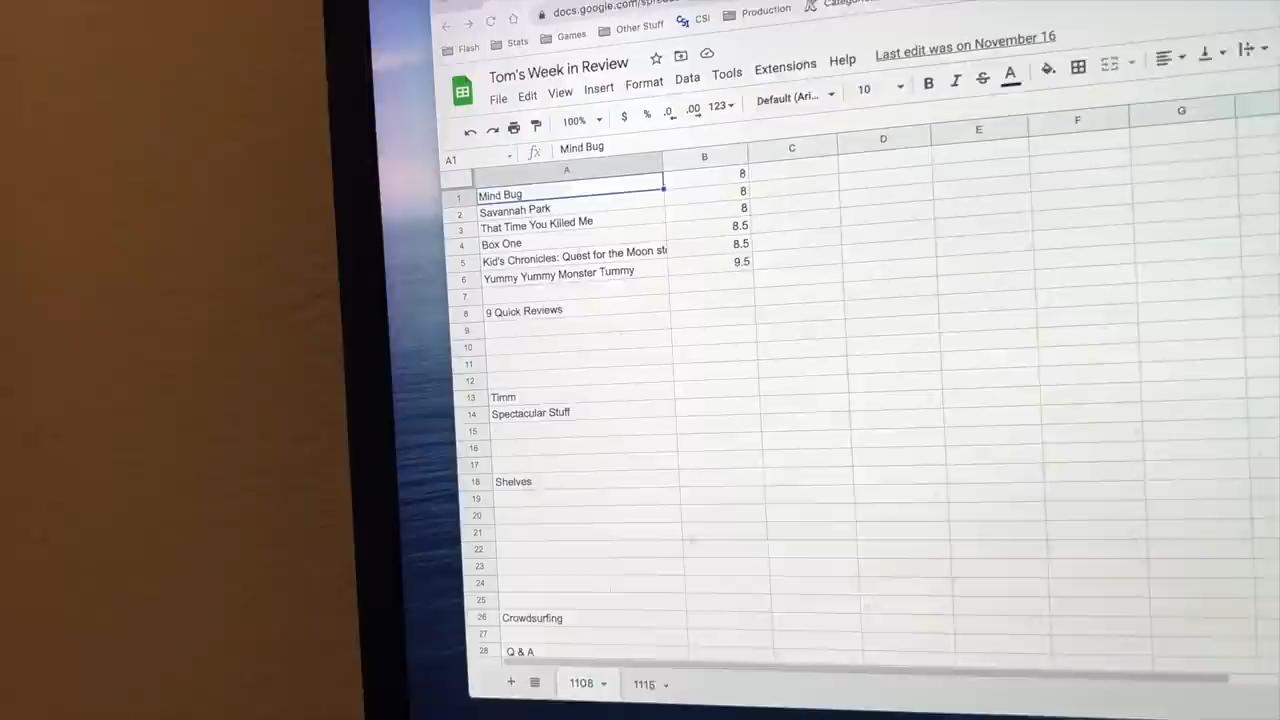 docs.google.com/
Flash Stats Games Other Stuff CSI Production
Tom's Week in Review
File Edit View Insert Format Data Tools Extensions Help Last edit was on November 16
100% $ % .0 .00 123 Default (Ari... 10 B I S A
A1 fx Mind Bug
A B C D E F G
1 Mind Bug 8
2 Savannah Park 8
3 That Time You Killed Me 8
4 Box One 8.5
5 Kid's Chronicles: Quest for the Moon st 8.5
6 Yummy Yummy Monster Tummy 9.5
7
8 9 Quick Reviews
9
10
11
12
13 Timm
14 Spectacular Stuff
15
16
17
18 Shelves
19
20
21
22
23
24
25
26 Crowdsurfing
27
28 Q & A
+ 1108 1115